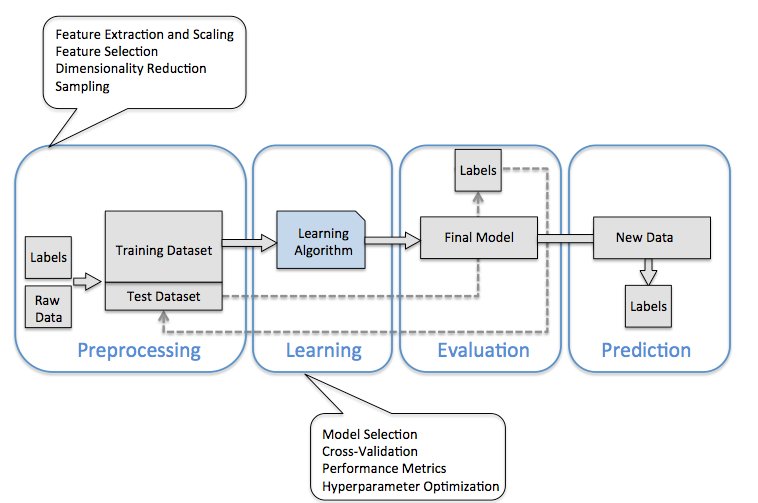 Feature Extraction and Scaling
Feature Selection
Dimensionality Reduction
Sampling
Labels
Raw
Data
Training Dataset
Test Dataset
Preprocessing
Learning
Algorithm
Learning
Labels
Final Model
Evaluation
New Data
Labels
Prediction
Model Selection
Cross-Validation
Performance Metrics
Hyperparameter Optimization